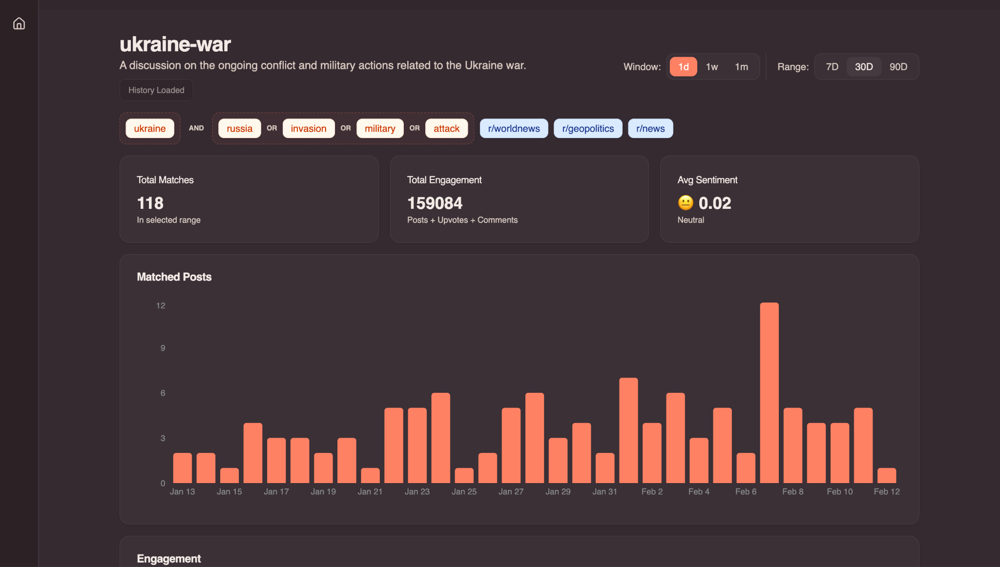 ukraine-war
A discussion on the ongoing conflict and military actions related to the Ukraine war.
History Loaded
Window: 1d 1w 1m Range: 7D 30D 90D
ukraine AND russia OR invasion OR military OR attack r/worldnews r/geopolitics r/news
Total Matches
118
In selected range
Total Engagement
159084
Posts + Upvotes + Comments
Avg Sentiment
😐 0.02
Neutral
Matched Posts
12
9
6
3
0
Jan 13 Jan 15 Jan 17 Jan 19 Jan 21 Jan 23 Jan 25 Jan 27 Jan 29 Jan 31 Feb 2 Feb 4 Feb 6 Feb 8 Feb 10 Feb 12
Engagement